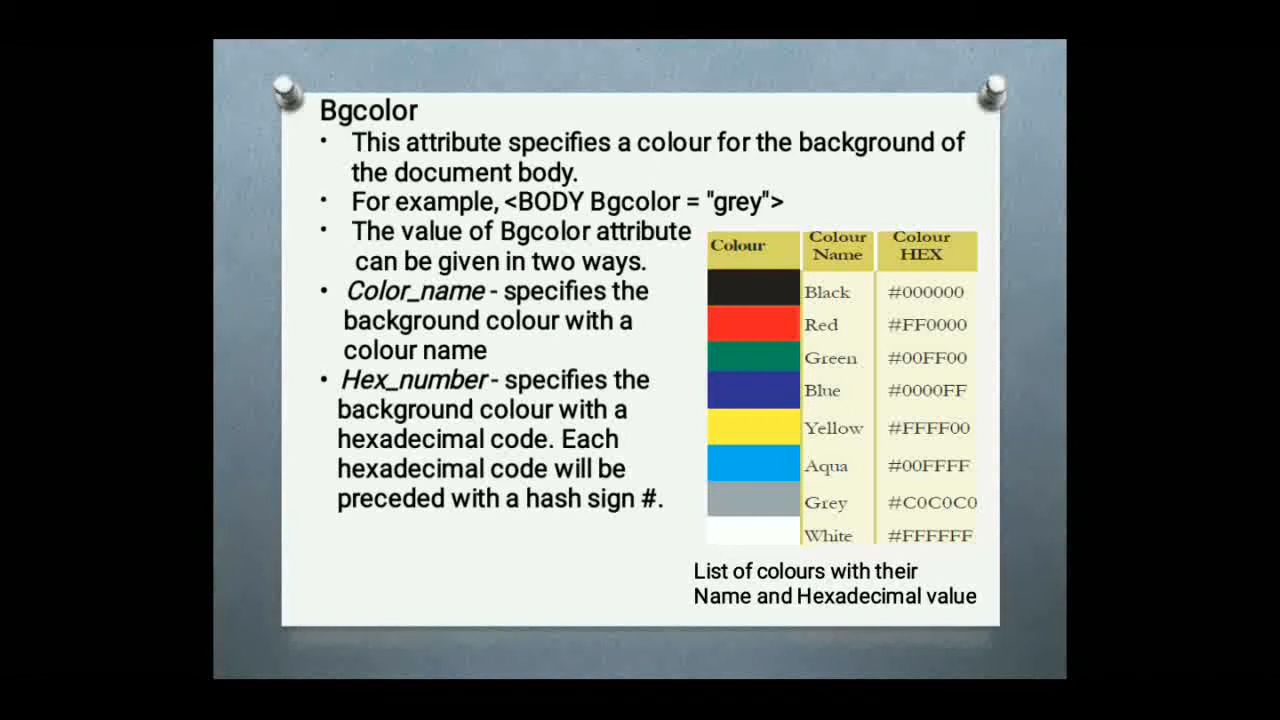 Bgcolor
• This attribute specifies a colour for the background of
the document body.
• For example, <BODY Bgcolor = "grey">
• The value of Bgcolor attribute
can be given in two ways.
• Color_name - specifies the
background colour with a
colour name
• Hex_number - specifies the
background colour with a
hexadecimal code. Each
hexadecimal code will be
preceded with a hash sign #.
Colour Colour Name Colour HEX
Black #000000
Red #FF0000
Green #00FF00
Blue #0000FF
Yellow #FFFF00
Aqua #00FFFF
Grey #C0C0C0
White #FFFFFF
List of colours with their
Name and Hexadecimal value